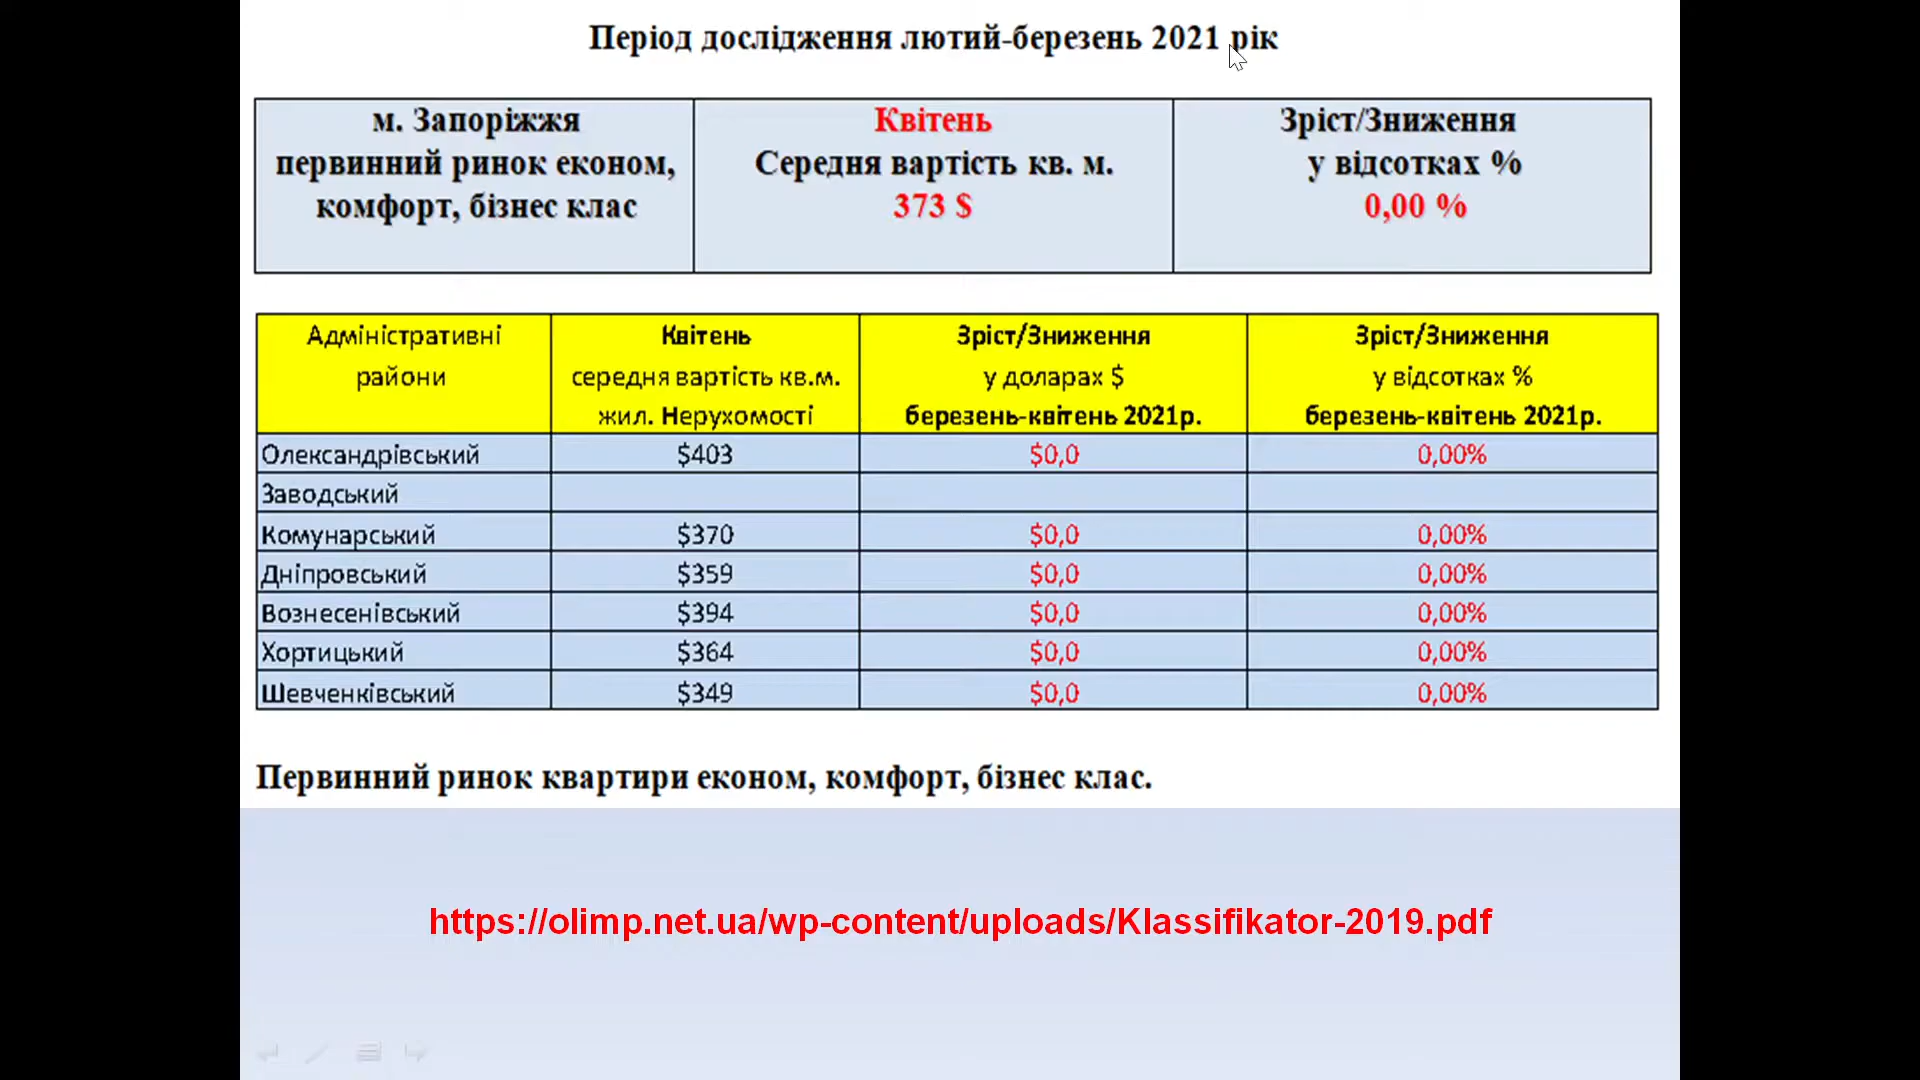 Період дослідження лютий-березень 2021 рік
м. Запоріжжя
первинний ринок економ,
комфорт, бізнес клас
Квітень
Середня вартість кв. м.
373 $
Зріст/Зниження
у відсотках %
0,00 %
Адміністративні
райони
Квітень
середня вартість кв.м.
жил. Нерухомості
Зріст/Зниження
у доларах $
березень-квітень 2021р.
Зріст/Зниження
у відсотках %
березень-квітень 2021р.
Олександрівський $403 $0,0 0,00%
Заводський
Комунарський $370 $0,0 0,00%
Дніпровський $359 $0,0 0,00%
Вознесенівський $394 $0,0 0,00%
Хортицький $364 $0,0 0,00%
Шевченківський $349 $0,0 0,00%
Первинний ринок квартири економ, комфорт, бізнес клас.
https://olimp.net.ua/wp-content/uploads/Klassifikator-2019.pdf